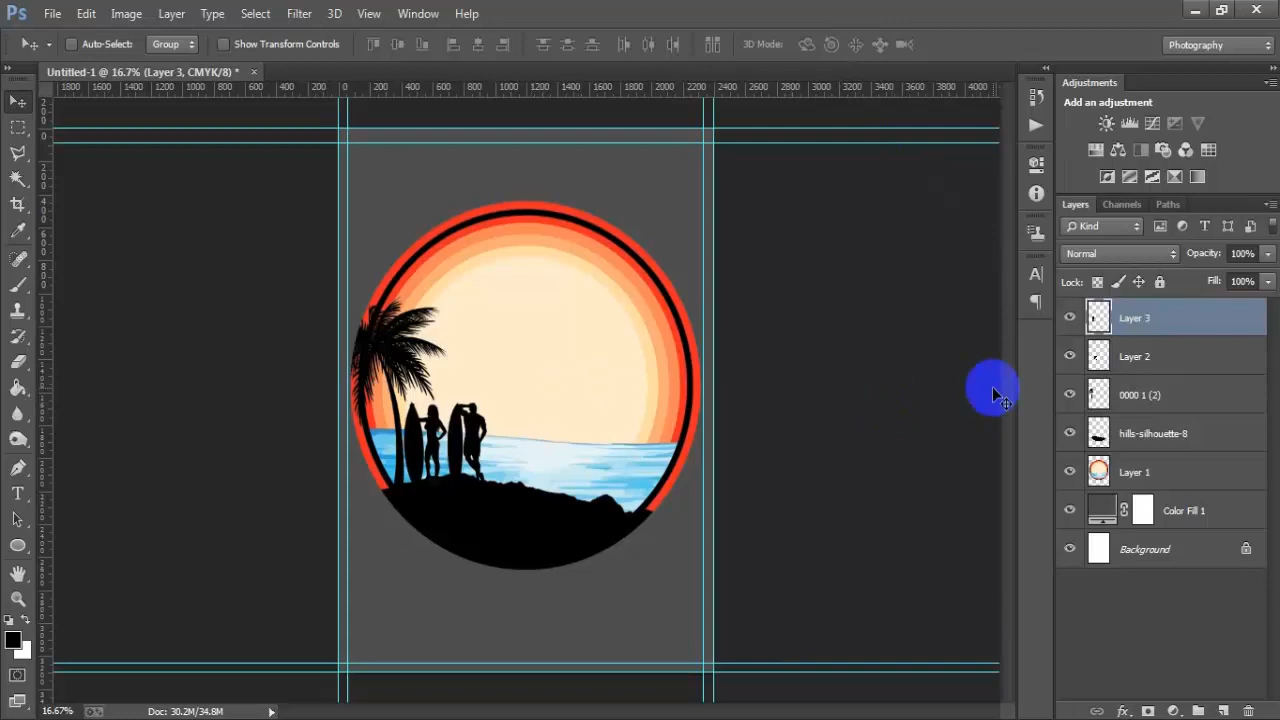 Ps File Edit Image Layer Type Select Filter 3D View Window Help
Auto-Select: Group Show Transform Controls 3D Mode: Photography
Untitled-1 @ 16.7% (Layer 3, CMYK/8) * ×
1800 1600 1400 1200 1000 800 600 400 200 0 200 400 600 800 1000 1200 1400 1600 1800 2000 2200 2400 2600 2800 3000 3200 3400 3600 3800 4000
Adjustments
Add an adjustment
Layers Channels Paths
Kind
Normal Opacity: 100%
Lock: Fill: 100%
Layer 3
Layer 2
0000 1 (2)
hills-silhouette-8
Layer 1
Color Fill 1
Background
16.67% Doc: 30.2M/34.8M